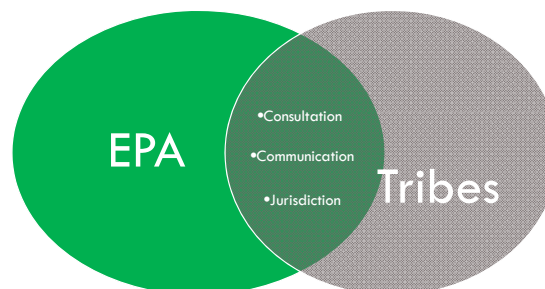 EPA
•Consultation
•Communication
•Jurisdiction
Tribes